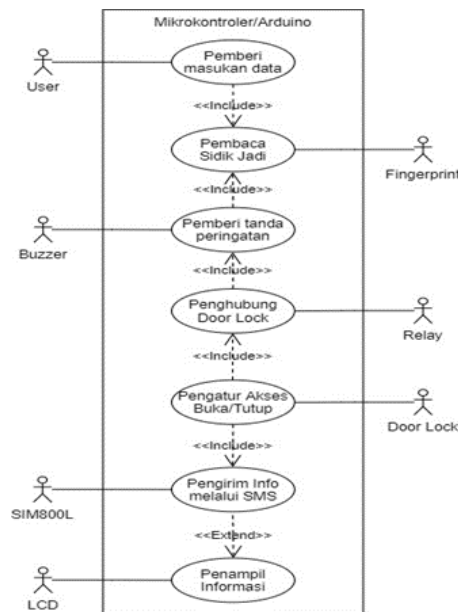 Mikrokontroler/Arduino
Pemberi
masukan data
User
<<Include>>
Pembaca
Sidik Jadi
Fingerprint
<<Include>>
Pemberi tanda
peringatan
Buzzer
<<Include>>
Penghubung
Door Lock
Relay
<<Include>>
Pengatur Akses
Buka/Tutup
Door Lock
<<Include>>
Pengirim Info
melalui SMS
SIM800L
<<Extend>>
Penampil
Informasi
LCD